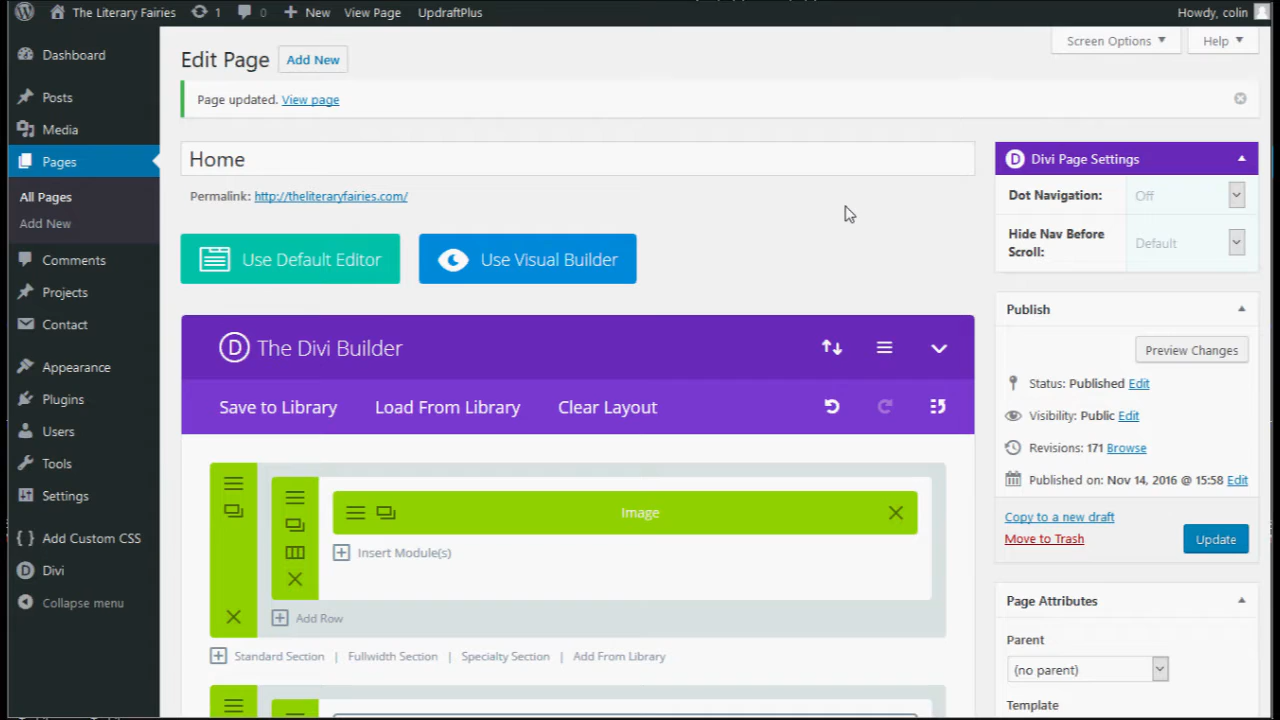 The Literary Fairies 1 0 New View Page UpdraftPlus Howdy, colin
Screen Options Help
Dashboard
Posts
Media
Pages
All Pages
Add New
Comments
Projects
Contact
Appearance
Plugins
Users
Tools
Settings
Add Custom CSS
Divi
Collapse menu
Edit Page Add New
Page updated. View page
Home
Permalink: http://theliteraryfairies.com/
Use Default Editor Use Visual Builder
The Divi Builder
Save to Library Load From Library Clear Layout
Image
Insert Module(s)
Add Row
Standard Section | Fullwidth Section | Specialty Section | Add From Library
Divi Page Settings
Dot Navigation: Off
Hide Nav Before Scroll: Default
Publish
Preview Changes
Status: Published Edit
Visibility: Public Edit
Revisions: 171 Browse
Published on: Nov 14, 2016 @ 15:58 Edit
Copy to a new draft
Move to Trash
Update
Page Attributes
Parent
(no parent)
Template